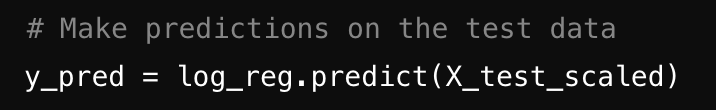 # Make predictions on the test data
y_pred = log_reg.predict(X_test_scaled)